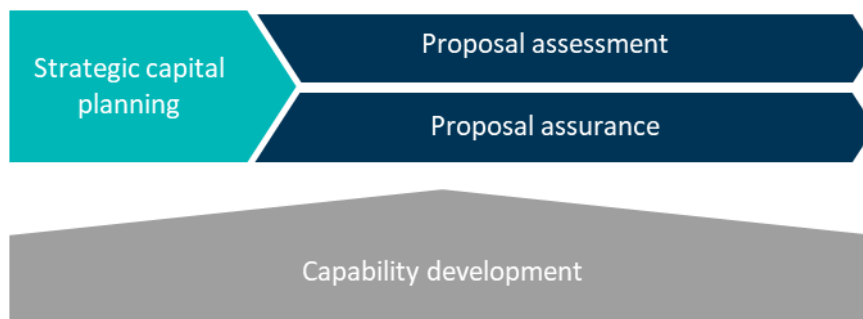 Strategic capital
planning
Proposal assessment
Proposal assurance
Capability development